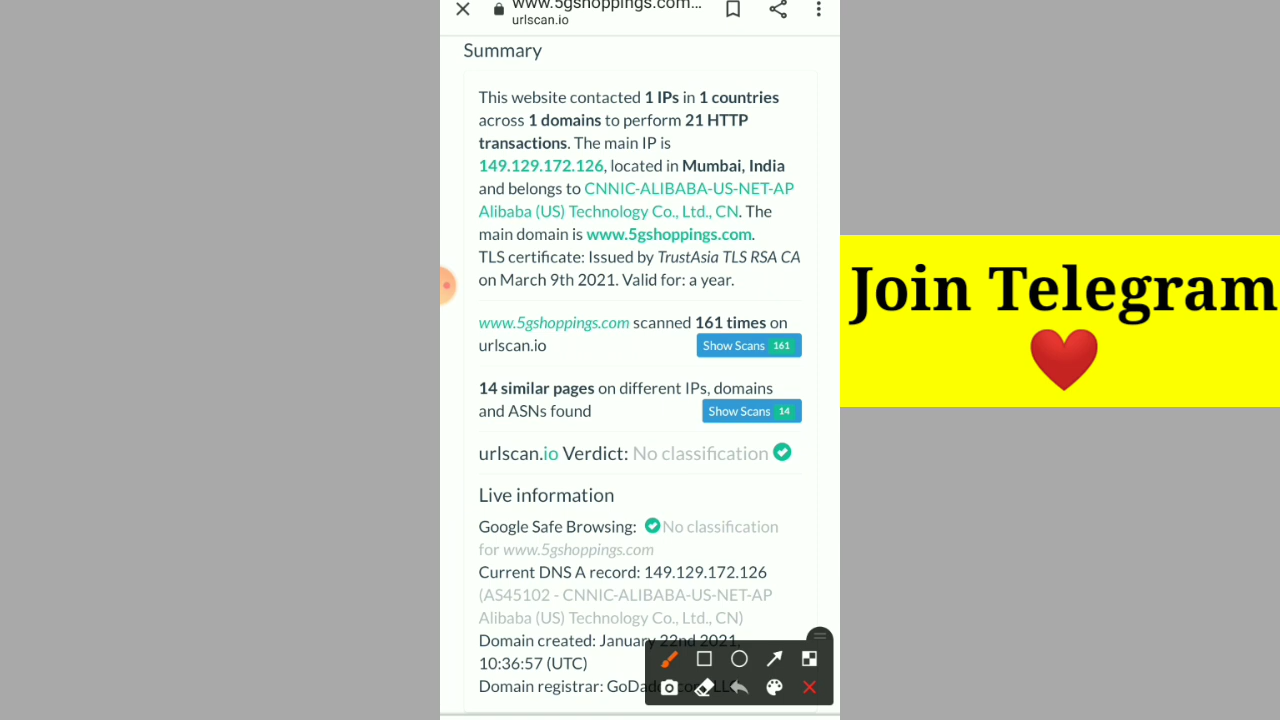 www.5gshoppings.com...
urlscan.io
Summary
This website contacted 1 IPs in 1 countries
across 1 domains to perform 21 HTTP
transactions. The main IP is
149.129.172.126, located in Mumbai, India
and belongs to CNNIC-ALIBABA-US-NET-AP
Alibaba (US) Technology Co., Ltd., CN. The
main domain is www.5gshoppings.com.
TLS certificate: Issued by TrustAsia TLS RSA CA
on March 9th 2021. Valid for: a year.
www.5gshoppings.com scanned 161 times on
urlscan.io
Show Scans 161
14 similar pages on different IPs, domains
and ASNs found
Show Scans 14
urlscan.io Verdict: No classification
Live information
Google Safe Browsing: No classification
for www.5gshoppings.com
Current DNS A record: 149.129.172.126
(AS45102 - CNNIC-ALIBABA-US-NET-AP
Alibaba (US) Technology Co., Ltd., CN)
Domain created: January 22nd 2021,
10:36:57 (UTC)
Domain registrar:
Join Telegram